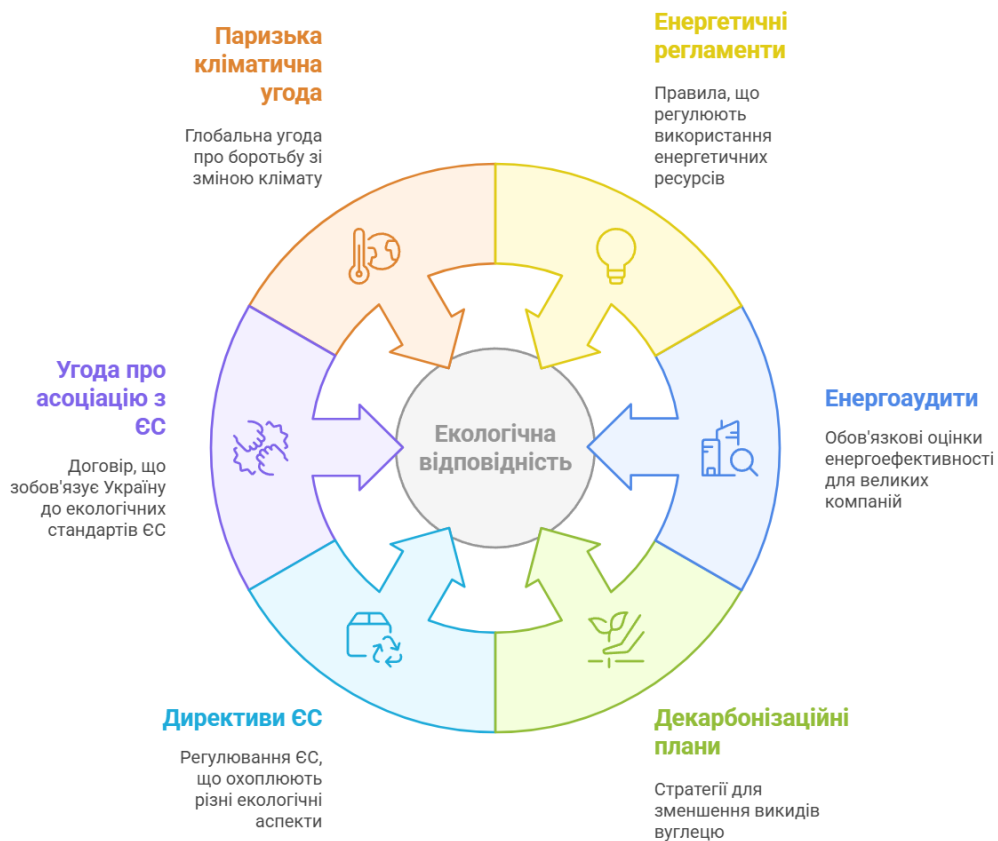 Паризька
кліматична
угода
Глобальна угода
про боротьбу зі
зміною клімату
Енергетичні
регламенти
Правила, що
регулюють
використання
енергетичних
ресурсів
Угода про
асоціацію з
ЄС
Договір, що
зобов'язує Україну
до екологічних
стандартів ЄС
Екологічна
відповідність
Енергоаудити
Обов'язкові оцінки
енергоефективності
для великих
компаній
Директиви ЄС
Регулювання ЄС,
що охоплюють
різні екологічні
аспекти
Декарбонізаційні
плани
Стратегії для
зменшення викидів
вуглецю